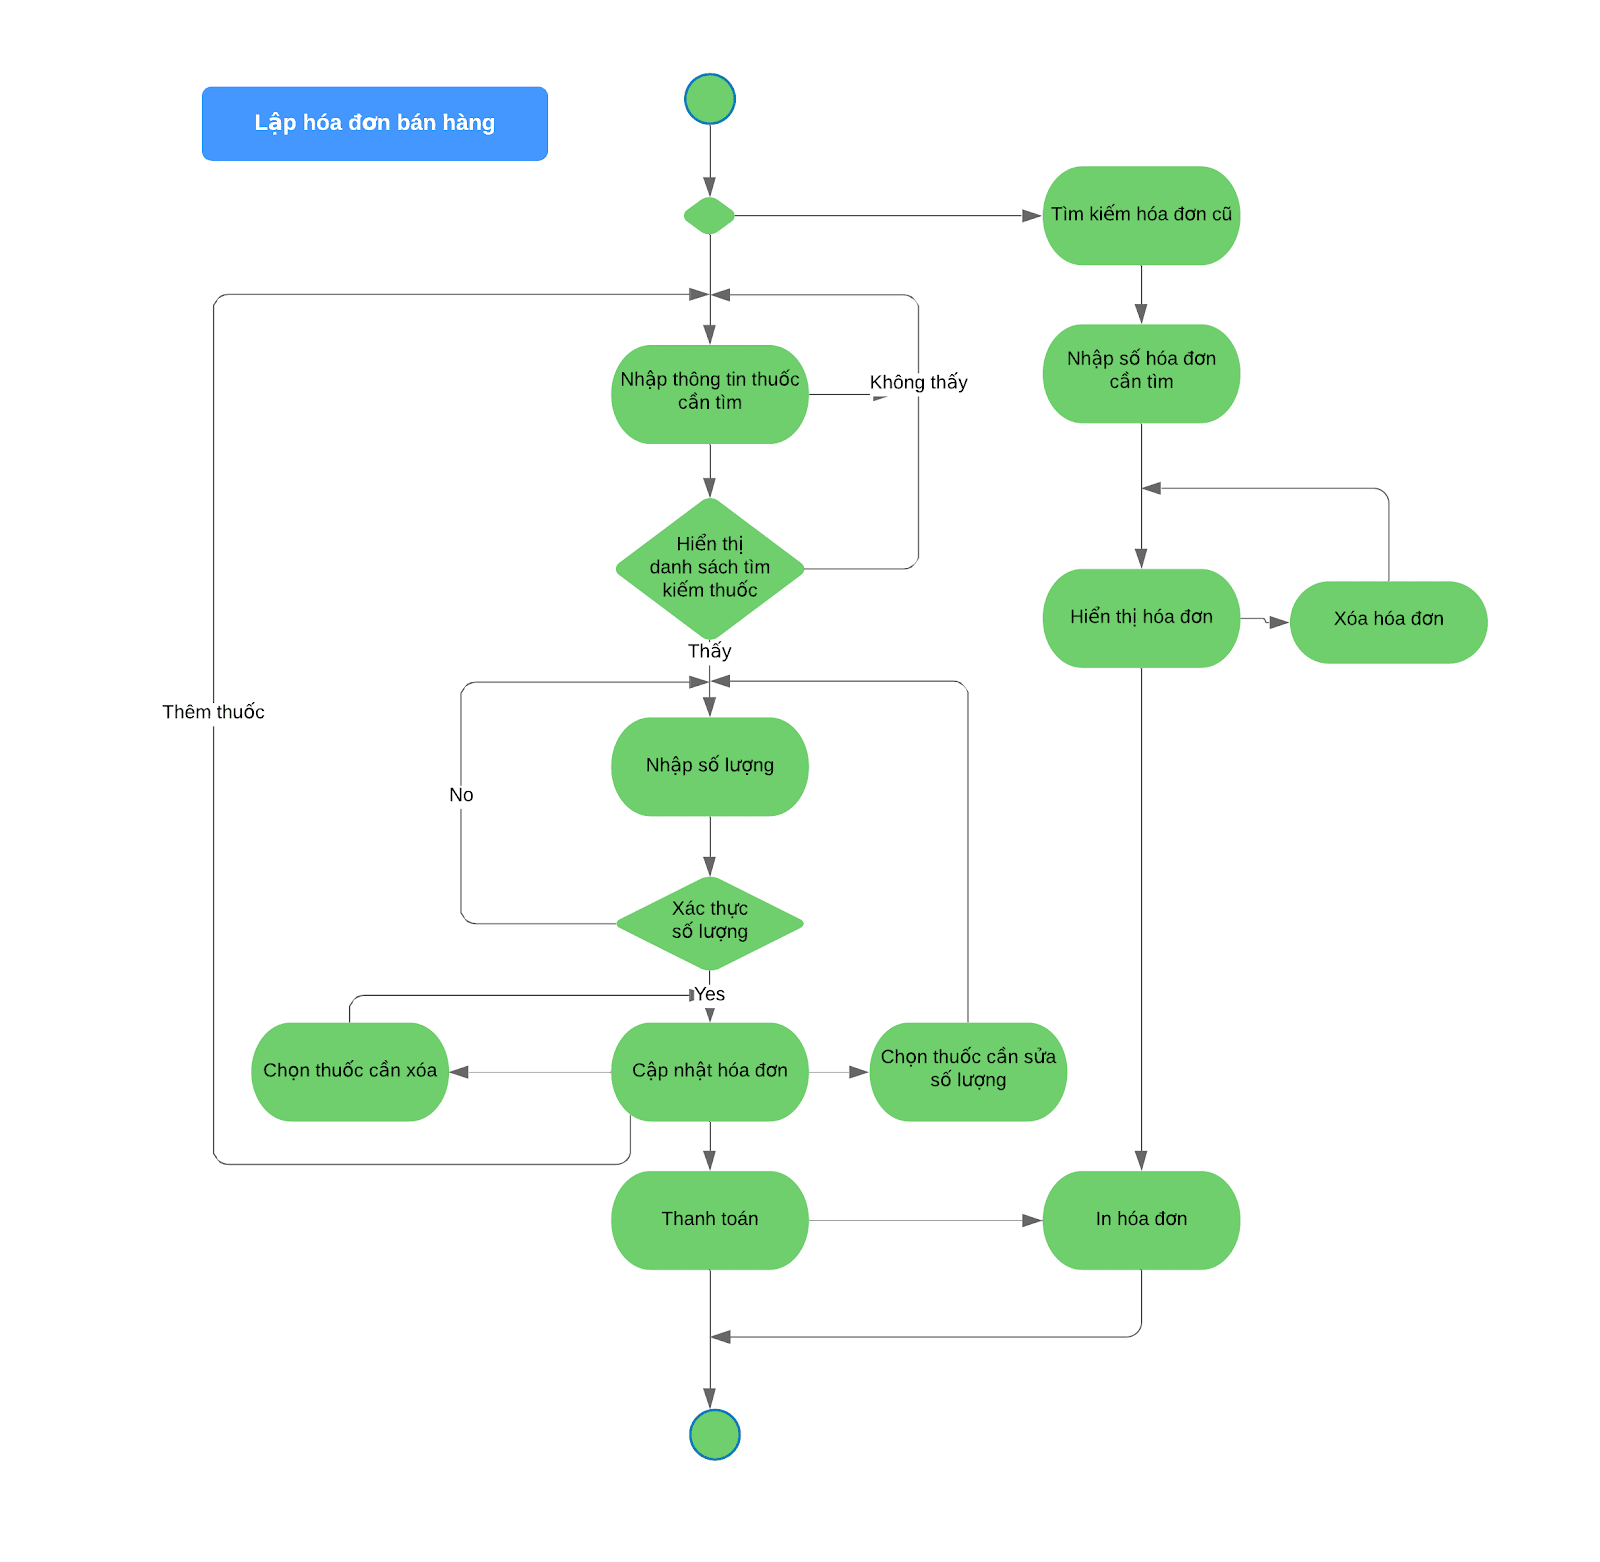 Lập hóa đơn bán hàng
Tìm kiếm hóa đơn cũ
Nhập thông tin thuốc
cần tìm
Không thấy
Nhập số hóa đơn
cần tìm
Hiển thị
danh sách tìm
kiếm thuốc
Hiển thị hóa đơn
Xóa hóa đơn
Thấy
Thêm thuốc
Nhập số lượng
No
Xác thực
số lượng
Yes
Chọn thuốc cần xóa
Cập nhật hóa đơn
Chọn thuốc cần sửa
số lượng
Thanh toán
In hóa đơn